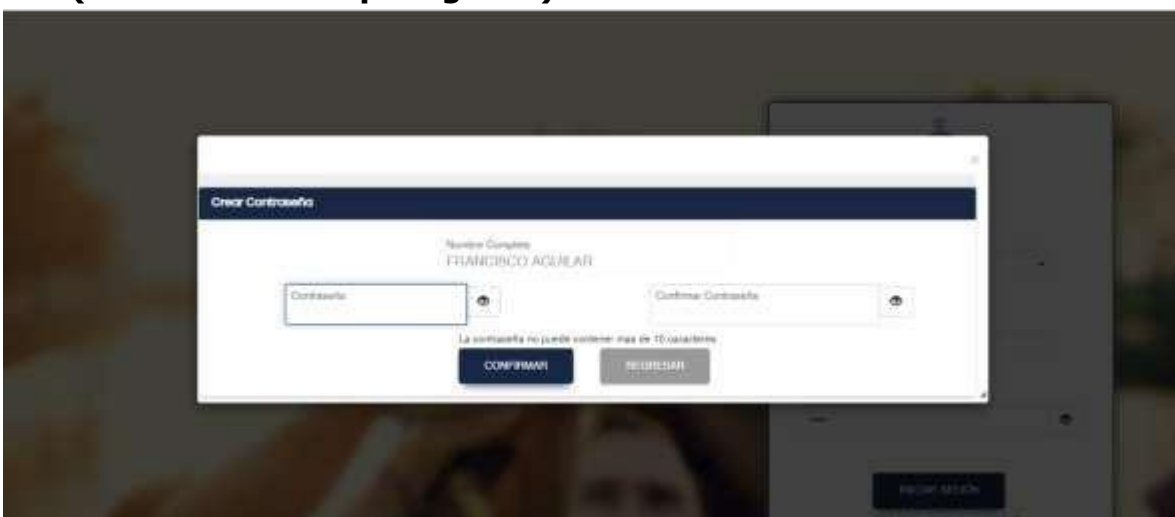 Crear Contraseña
Nombre Completo
FRANCISCO AGUILAR
Contraseña
Confirmar Contraseña
La contraseña no puede contener mas de 10 caracteres
CONFIRMAR
REGRESAR
INICIAR SESIÓN